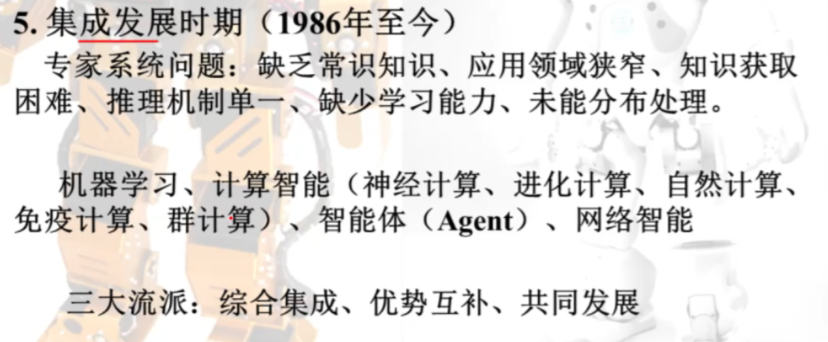 5. 集成发展时期（1986年至今）
专家系统问题：缺乏常识知识、应用领域狭窄、知识获取
困难、推理机制单一、缺少学习能力、未能分布处理。
机器学习、计算智能（神经计算、进化计算、自然计算、
免疫计算、群计算）、智能体（Agent）、网络智能
三大流派：综合集成、优势互补、共同发展